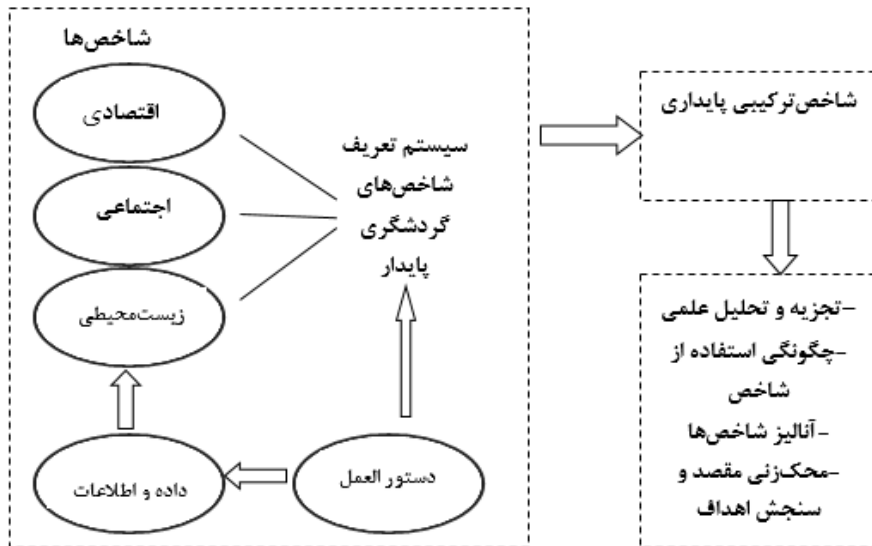 شاخص‌ها
اقتصادی
اجتماعی
زیست‌محیطی
داده و اطلاعات
دستور العمل
سیستم تعریف
شاخص‌های
گردشگری
پایدار
شاخص‌ترکیبی پایداری
-تجزیه و تحلیل علمی
-چگونگی استفاده از
شاخص
-آنالیز شاخص‌ها
-محک‌زنی مقصد و
سنجش اهداف